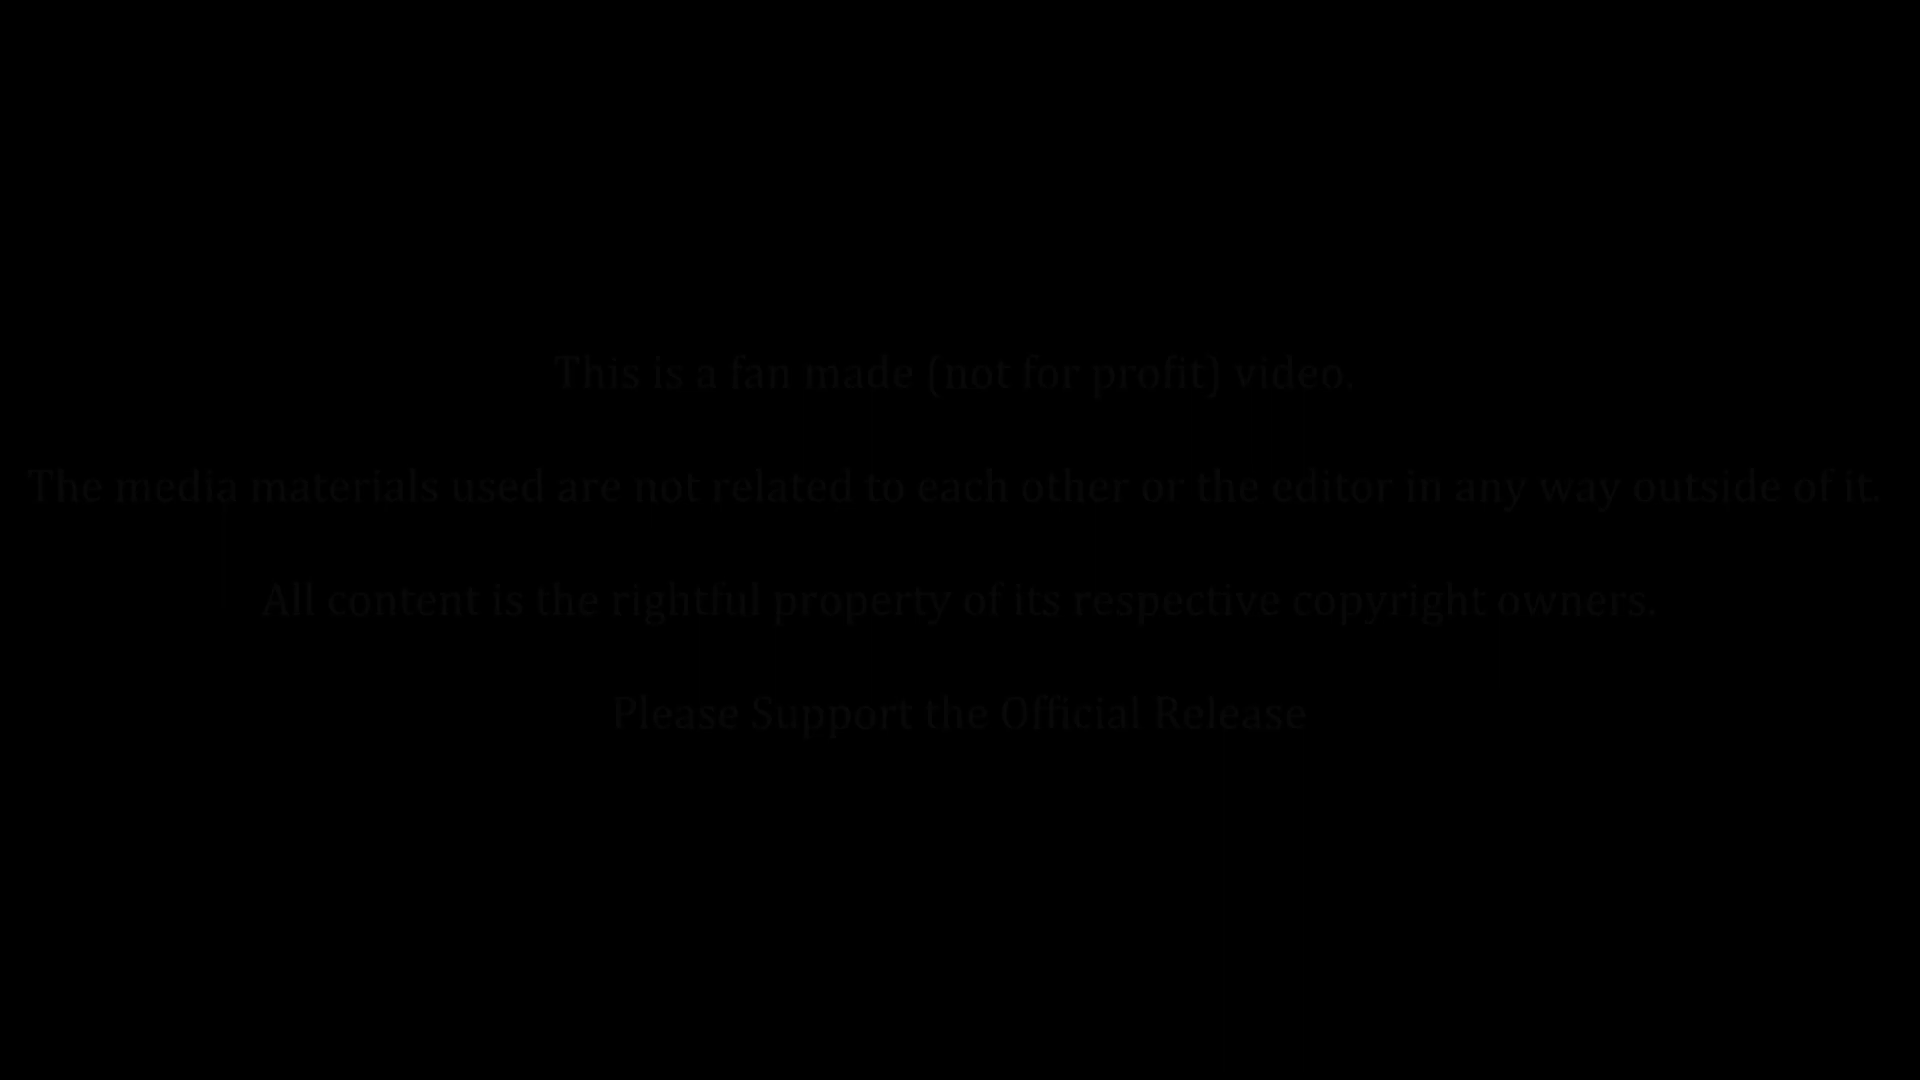 This is a fan made (not for profit) video.
The media materials used are not related to each other or the editor in any way outside of it.
All content is the rightful property of its respective copyright owners.
Please Support the Official Release